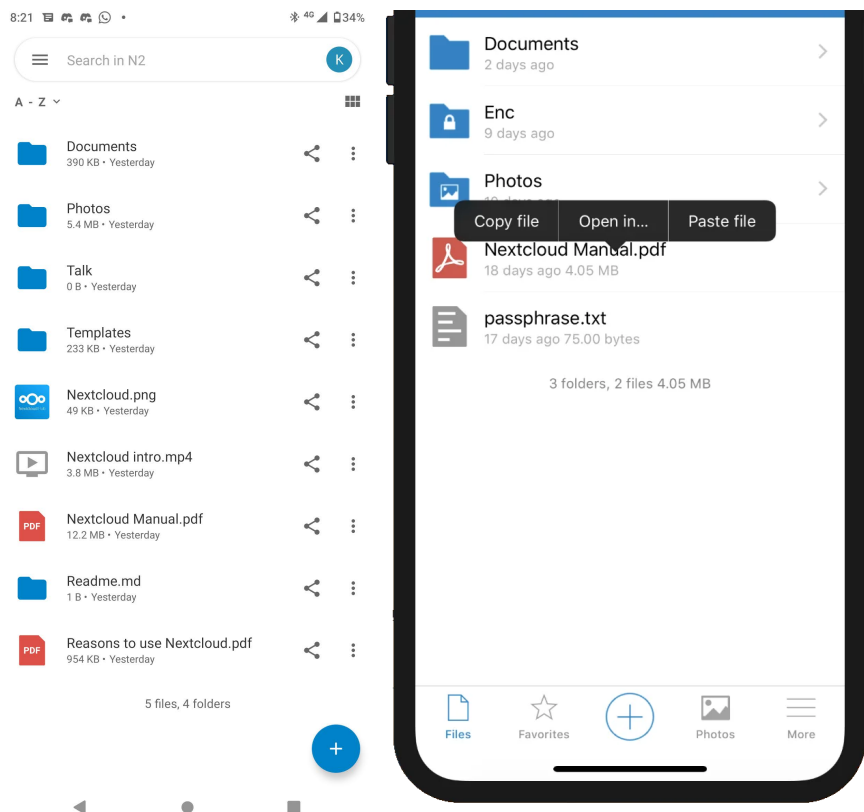 8:21
4G 34%
Search in N2
K
A - Z
Documents
390 KB • Yesterday
Photos
5.4 MB • Yesterday
Talk
0 B • Yesterday
Templates
233 KB • Yesterday
Nextcloud.png
49 KB • Yesterday
Nextcloud intro.mp4
3.8 MB • Yesterday
PDF
Nextcloud Manual.pdf
12.2 MB • Yesterday
Readme.md
1 B • Yesterday
PDF
Reasons to use Nextcloud.pdf
954 KB • Yesterday
5 files, 4 folders
Documents
2 days ago
Enc
9 days ago
Photos
Copy file
Open in...
Paste file
Nextcloud Manual.pdf
18 days ago 4.05 MB
passphrase.txt
17 days ago 75.00 bytes
3 folders, 2 files 4.05 MB
Files
Favorites
Photos
More